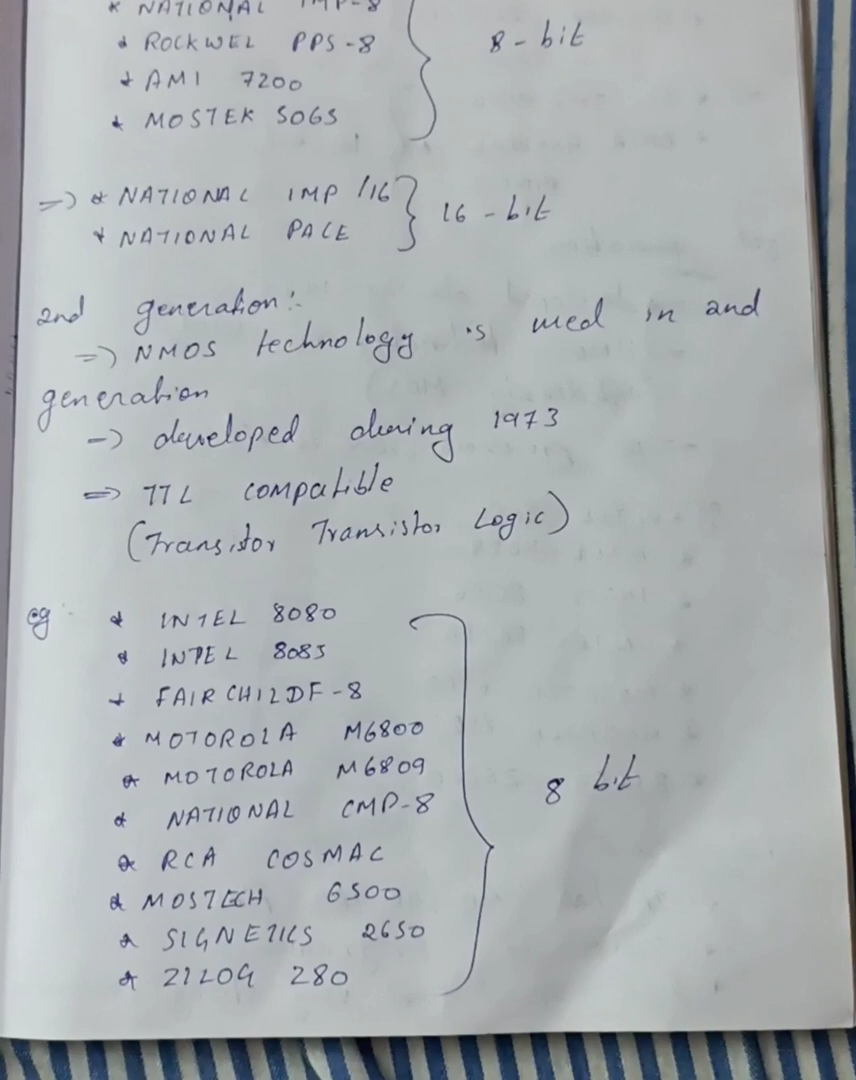 * NATIONAL IMP-8
* ROCKWEL PPS-8
* AMI 7200
* MOSTEK 5065
8-bit
=> * NATIONAL IMP/16
* NATIONAL PACE
16-bit
2nd generation:-
=> NMOS technology is used in 2nd
generation
-> developed during 1973
=> TTL compatible
(Transistor Transistor Logic)
eg
* INTEL 8080
* INTEL 8085
* FAIRCHILDF-8
* MOTOROLA M6800
* MOTOROLA M6809
* NATIONAL CMP-8
* RCA COSMAC
* MOSTECH 6500
* SIGNETICS 2650
* ZILOG Z80
8 bit